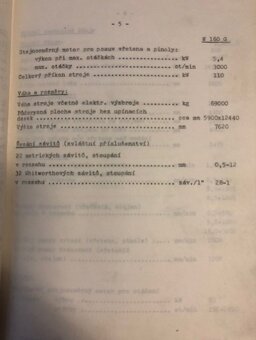 - 5 -
H 160 G
Stejnosměrný motor pro posuv vřetena a pinoly:
výkon při max. otáčkách kW 5,4
max. otáčky ot/min 3000
Celkový příkon stroje kW 110
Váha a rozměry:
Váha stroje včetně elektr. výzbroje kg 69000
Půdorysná plocha stroje bez upínacích
desek cca mm 5900x12440
Výška stroje mm 7620
Řezání závitů (zvláštní příslušenství)
22 metrických závitů, stoupání
v rozsahu mm 0,5-12
32 Whitworthových závitů, stoupání
v rozsahu záv./1" 28-1